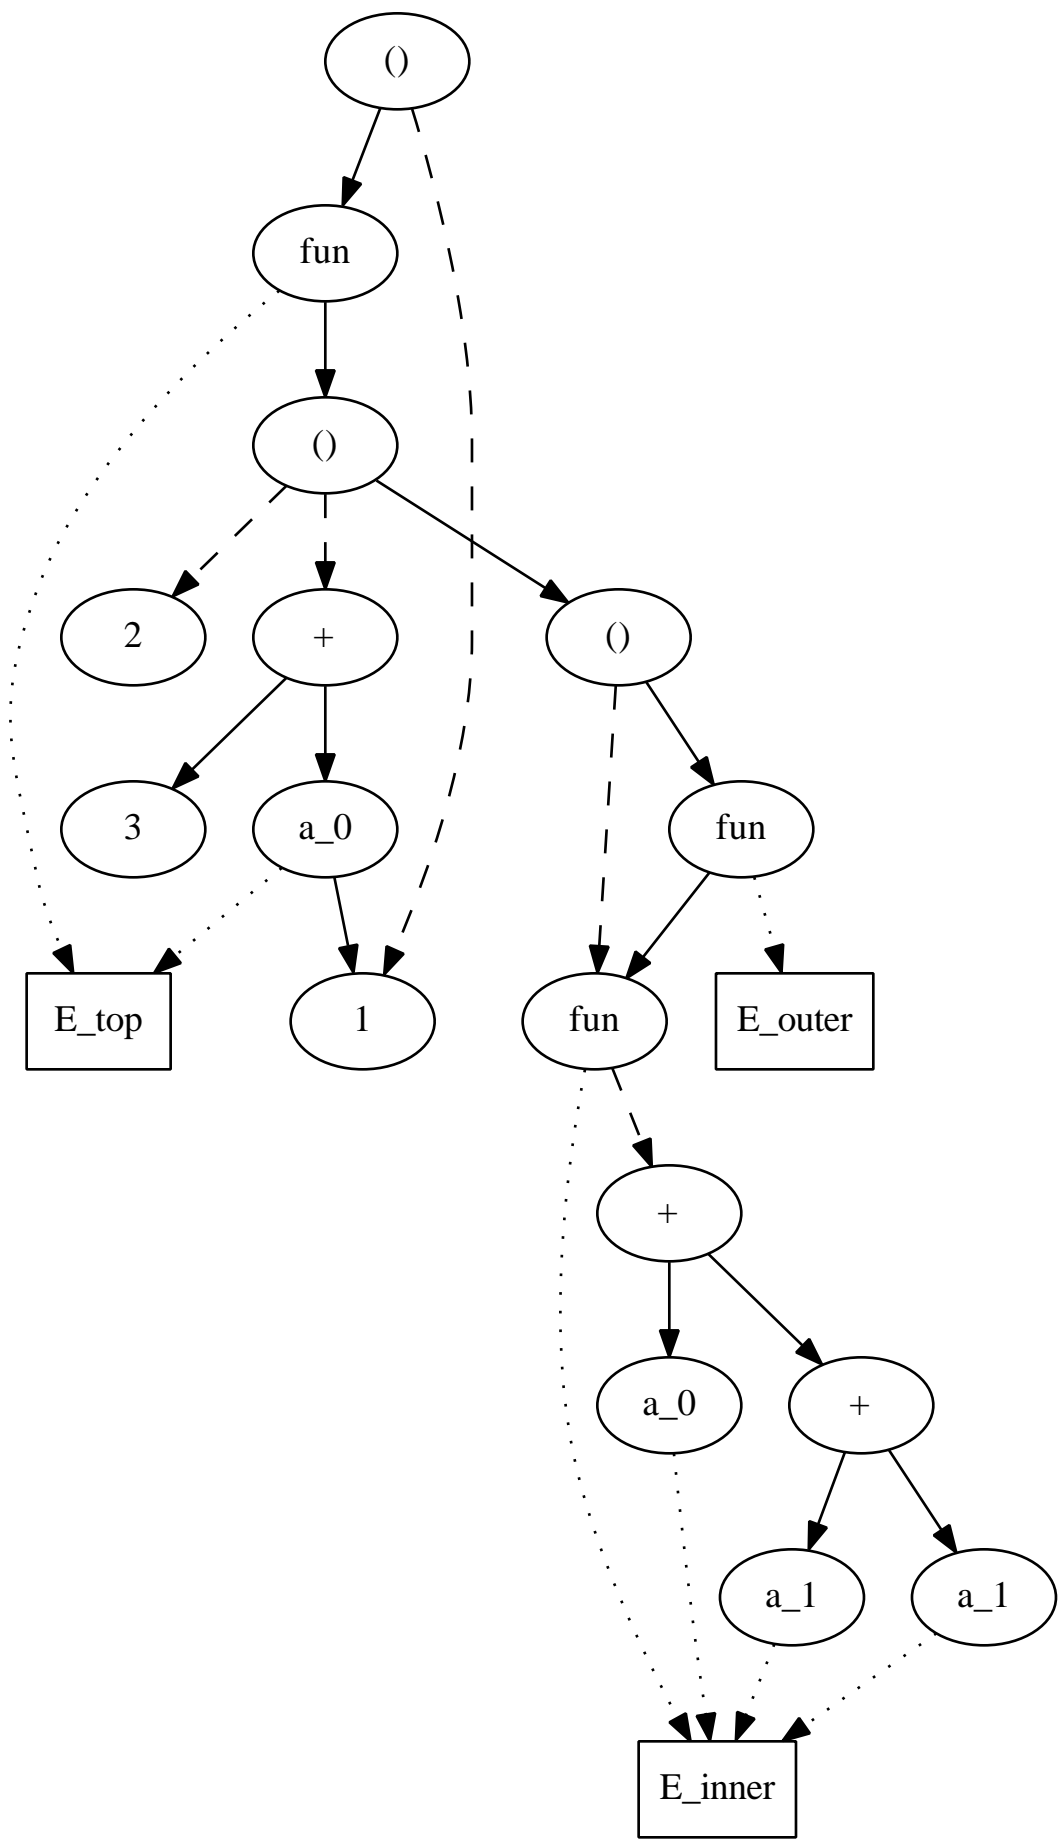 ()
fun
()
2
+
()
3
a_0
fun
E_top
1
fun
E_outer
+
a_0
+
a_1
a_1
E_inner